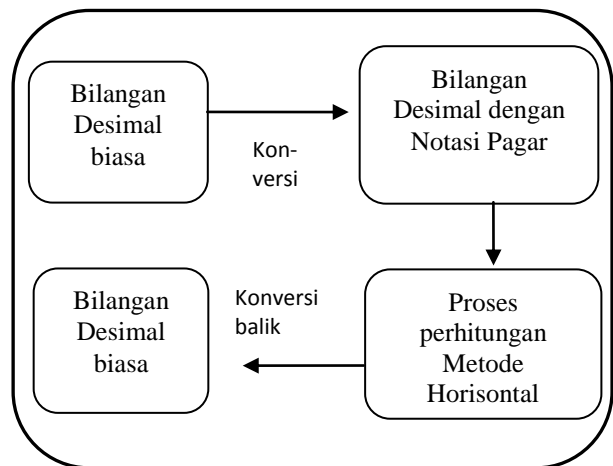 Bilangan
Desimal
biasa
Kon-
versi
Bilangan
Desimal dengan
Notasi Pagar
Proses
perhitungan
Metode
Horisontal
Konversi
balik
Bilangan
Desimal
biasa